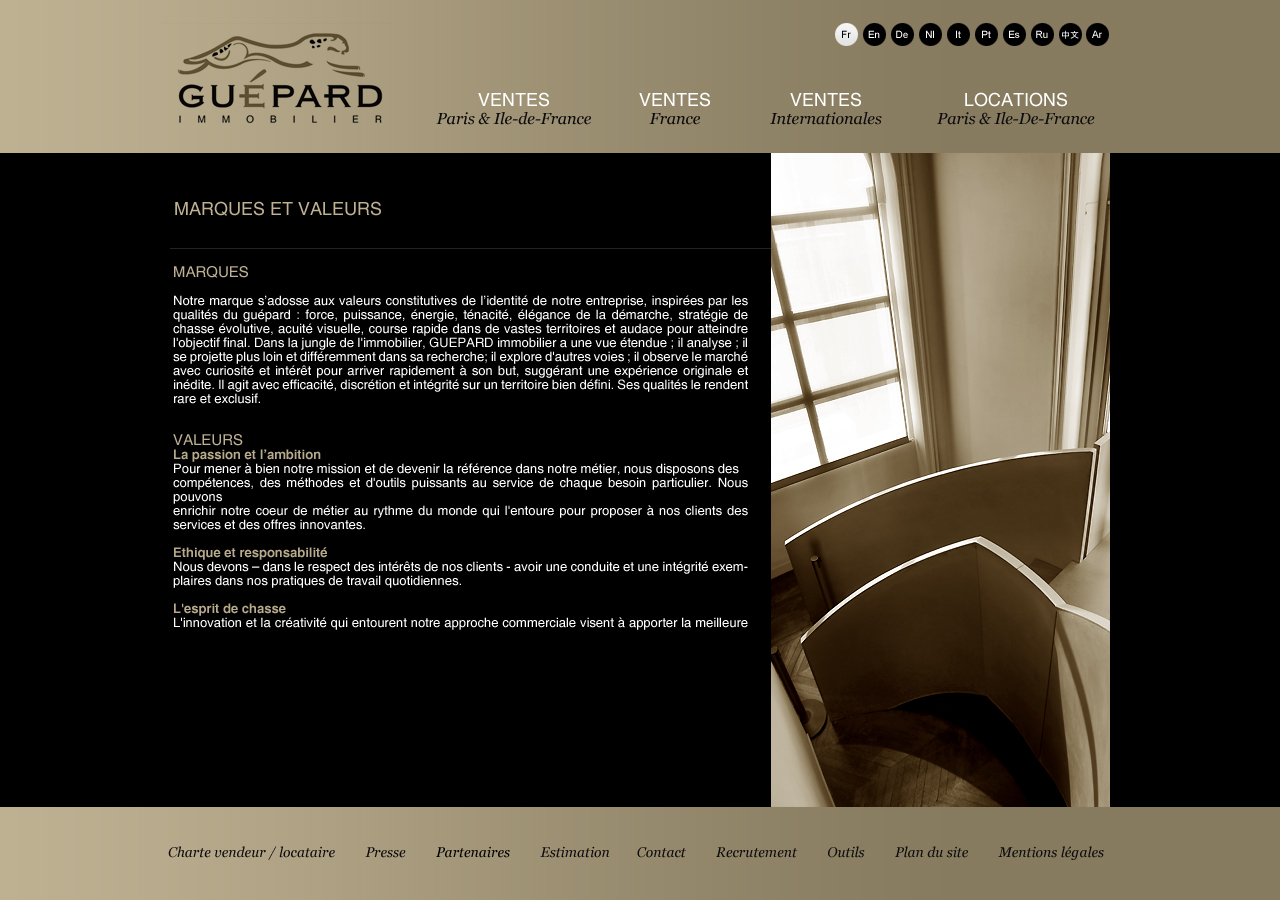 GUÉPARD
IMMOBILIER
Fr En De Nl It Pt Es Ru 中文 Ar
VENTES
Paris & Ile-de-France
VENTES
France
VENTES
Internationales
LOCATIONS
Paris & Ile-De-France
MARQUES ET VALEURS
MARQUES
Notre marque s’adosse aux valeurs constitutives de l’identité de notre entreprise, inspirées par les
qualités du guépard : force, puissance, énergie, ténacité, élégance de la démarche, stratégie de
chasse évolutive, acuité visuelle, course rapide dans de vastes territoires et audace pour atteindre
l'objectif final. Dans la jungle de l'immobilier, GUEPARD immobilier a une vue étendue ; il analyse ; il
se projette plus loin et différemment dans sa recherche; il explore d'autres voies ; il observe le marché
avec curiosité et intérêt pour arriver rapidement à son but, suggérant une expérience originale et
inédite. Il agit avec efficacité, discrétion et intégrité sur un territoire bien défini. Ses qualités le rendent
rare et exclusif.
VALEURS
La passion et l’ambition
Pour mener à bien notre mission et de devenir la référence dans notre métier, nous disposons des
compétences, des méthodes et d'outils puissants au service de chaque besoin particulier. Nous
pouvons
enrichir notre coeur de métier au rythme du monde qui l'entoure pour proposer à nos clients des
services et des offres innovantes.
Ethique et responsabilité
Nous devons – dans le respect des intérêts de nos clients - avoir une conduite et une intégrité exem-
plaires dans nos pratiques de travail quotidiennes.
L'esprit de chasse
L'innovation et la créativité qui entourent notre approche commerciale visent à apporter la meilleure
Charte vendeur / locataire Presse Partenaires Estimation Contact Recrutement Outils Plan du site Mentions légales